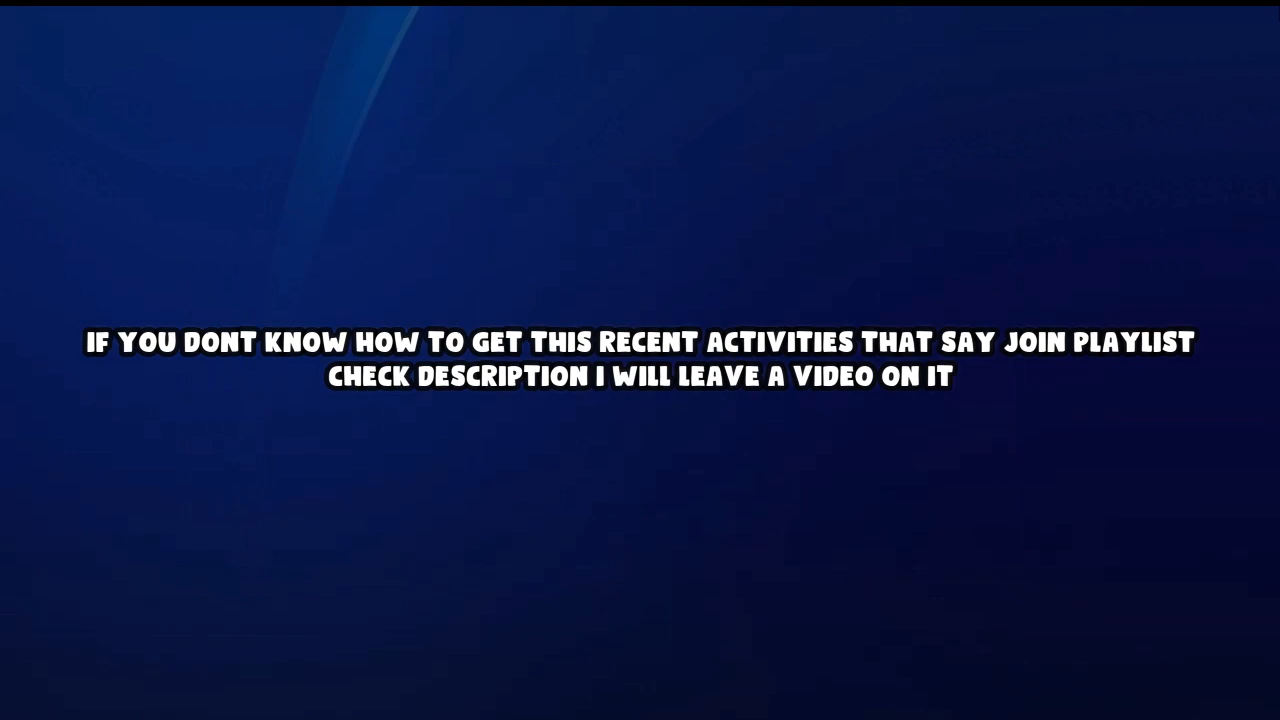 IF YOU DONT KNOW HOW TO GET THIS RECENT ACTIVITIES THAT SAY JOIN PLAYLIST
CHECK DESCRIPTION I WILL LEAVE A VIDEO ON IT